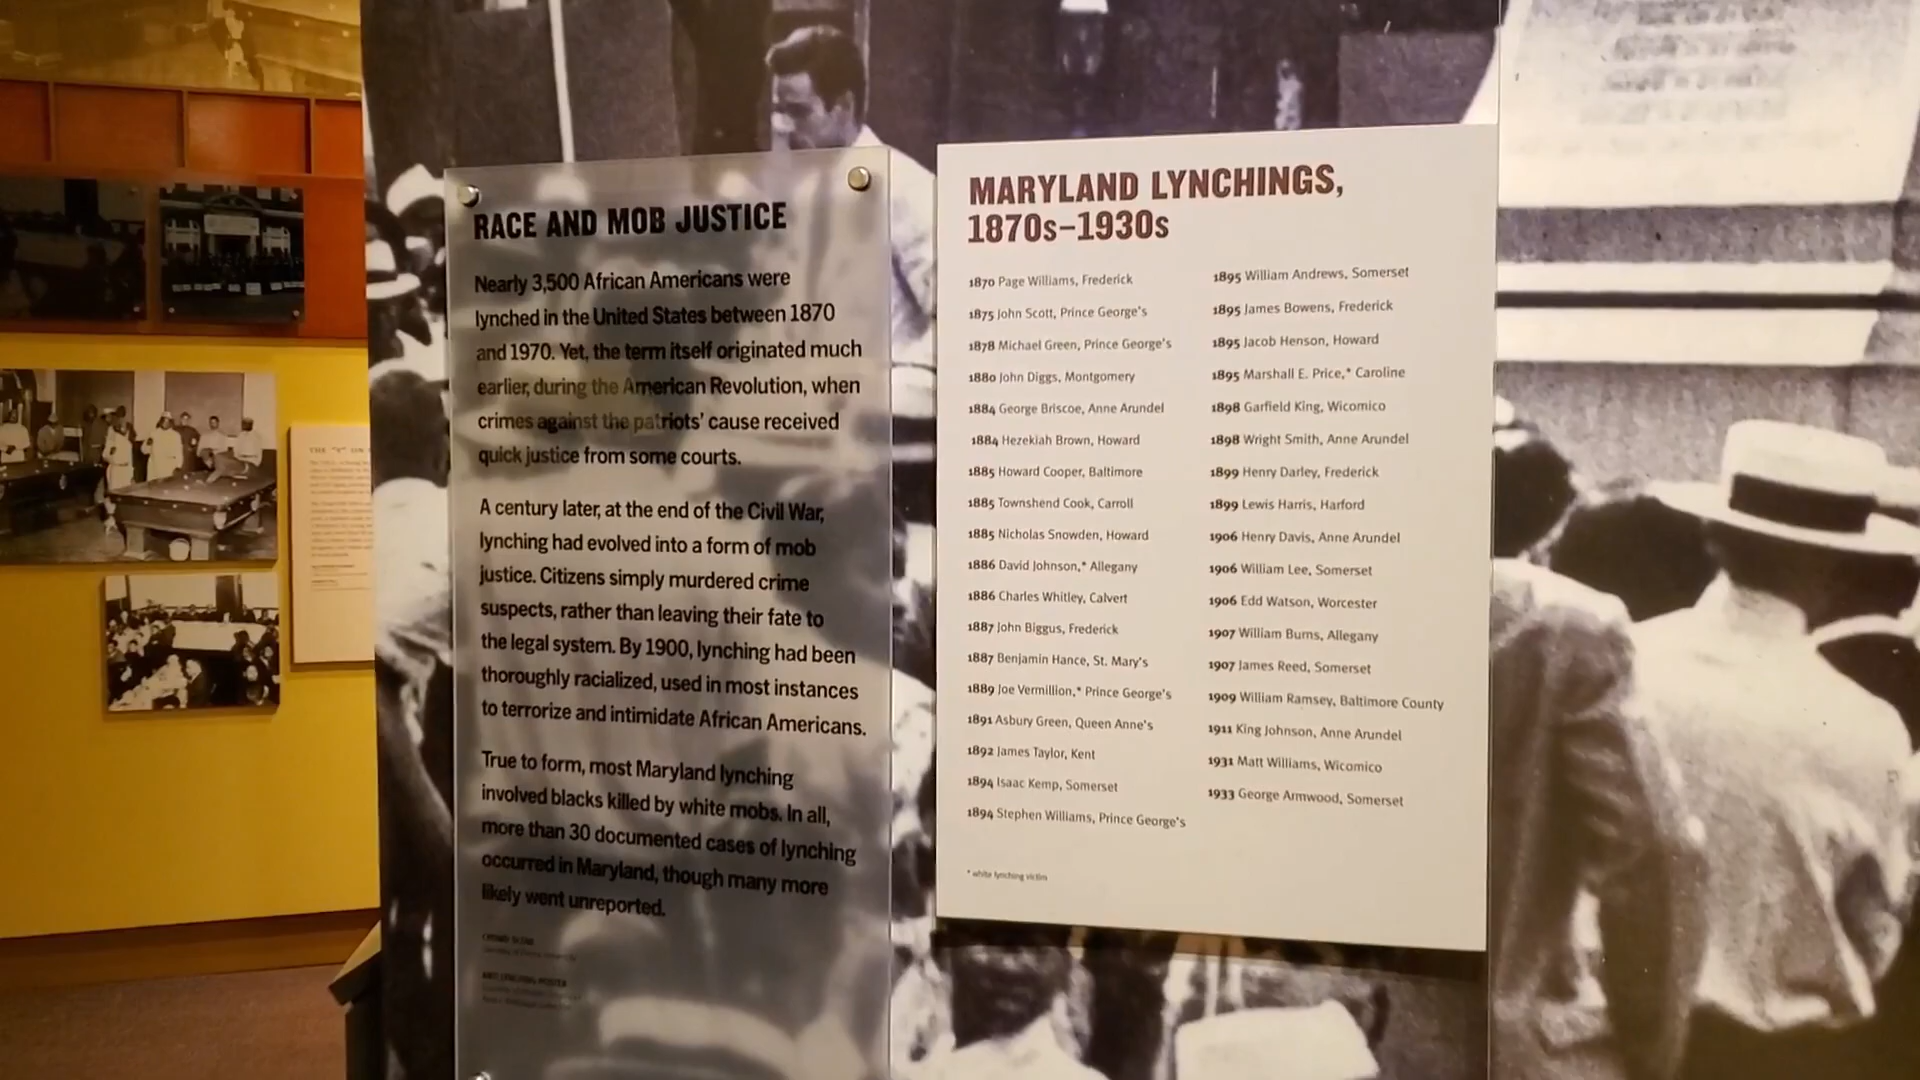 RACE AND MOB JUSTICE
Nearly 3,500 African Americans were
lynched in the United States between 1870
and 1970. Yet, the term itself originated much
earlier, during the American Revolution, when
crimes against the patriots' cause received
quick justice from some courts.
A century later, at the end of the Civil War,
lynching had evolved into a form of mob
justice. Citizens simply murdered crime
suspects, rather than leaving their fate to
the legal system. By 1900, lynching had been
thoroughly racialized, used in most instances
to terrorize and intimidate African Americans.
True to form, most Maryland lynching
involved blacks killed by white mobs. In all,
more than 30 documented cases of lynching
occurred in Maryland, though many more
likely went unreported.
MARYLAND LYNCHINGS,
1870s–1930s
1870 Page Williams, Frederick
1875 John Scott, Prince George's
1878 Michael Green, Prince George's
1880 John Diggs, Montgomery
1884 George Briscoe, Anne Arundel
1884 Hezekiah Brown, Howard
1885 Howard Cooper, Baltimore
1885 Townshend Cook, Carroll
1885 Nicholas Snowden, Howard
1886 David Johnson,* Allegany
1886 Charles Whitley, Calvert
1887 John Biggus, Frederick
1887 Benjamin Hance, St. Mary's
1889 Joe Vermillion,* Prince George's
1891 Asbury Green, Queen Anne's
1892 James Taylor, Kent
1894 Isaac Kemp, Somerset
1894 Stephen Williams, Prince George's
1895 William Andrews, Somerset
1895 James Bowens, Frederick
1895 Jacob Henson, Howard
1895 Marshall E. Price,* Caroline
1898 Garfield King, Wicomico
1898 Wright Smith, Anne Arundel
1899 Henry Darley, Frederick
1899 Lewis Harris, Harford
1906 Henry Davis, Anne Arundel
1906 William Lee, Somerset
1906 Edd Watson, Worcester
1907 William Burns, Allegany
1907 James Reed, Somerset
1909 William Ramsey, Baltimore County
1911 King Johnson, Anne Arundel
1931 Matt Williams, Wicomico
1933 George Armwood, Somerset
* white lynching victim